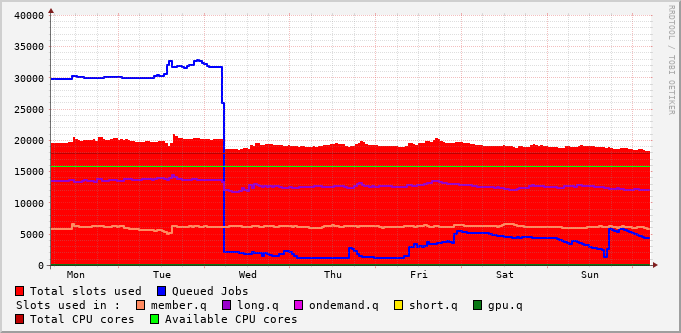 40000
35000
30000
25000
20000
15000
10000
5000
0
Mon Tue Wed Thu Fri Sat Sun
RRDTOOL / TOBI OETIKER
Total slots used Queued Jobs
Slots used in : member.q long.q ondemand.q short.q gpu.q
Total CPU cores Available CPU cores